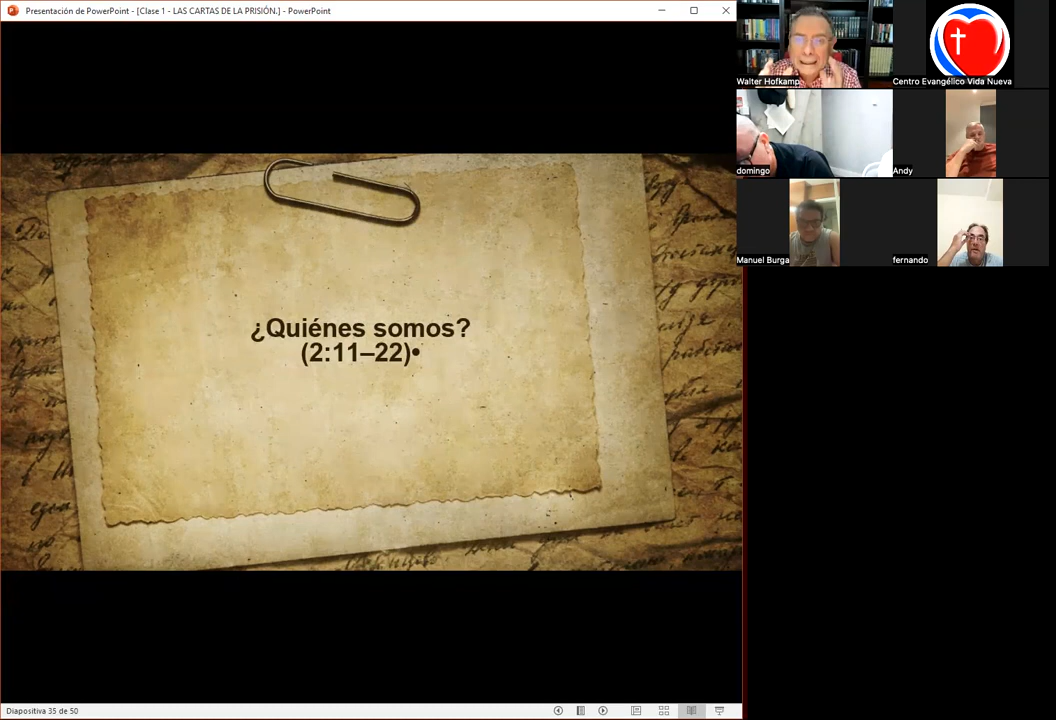 Presentación de PowerPoint - [Clase 1 - LAS CARTAS DE LA PRISIÓN.] - PowerPoint
¿Quiénes somos?
(2:11–22)•
Walter Hofkamp
Centro Evangélico Vida Nueva
domingo
Andy
Manuel Burga
fernando
Diapositiva 35 de 50